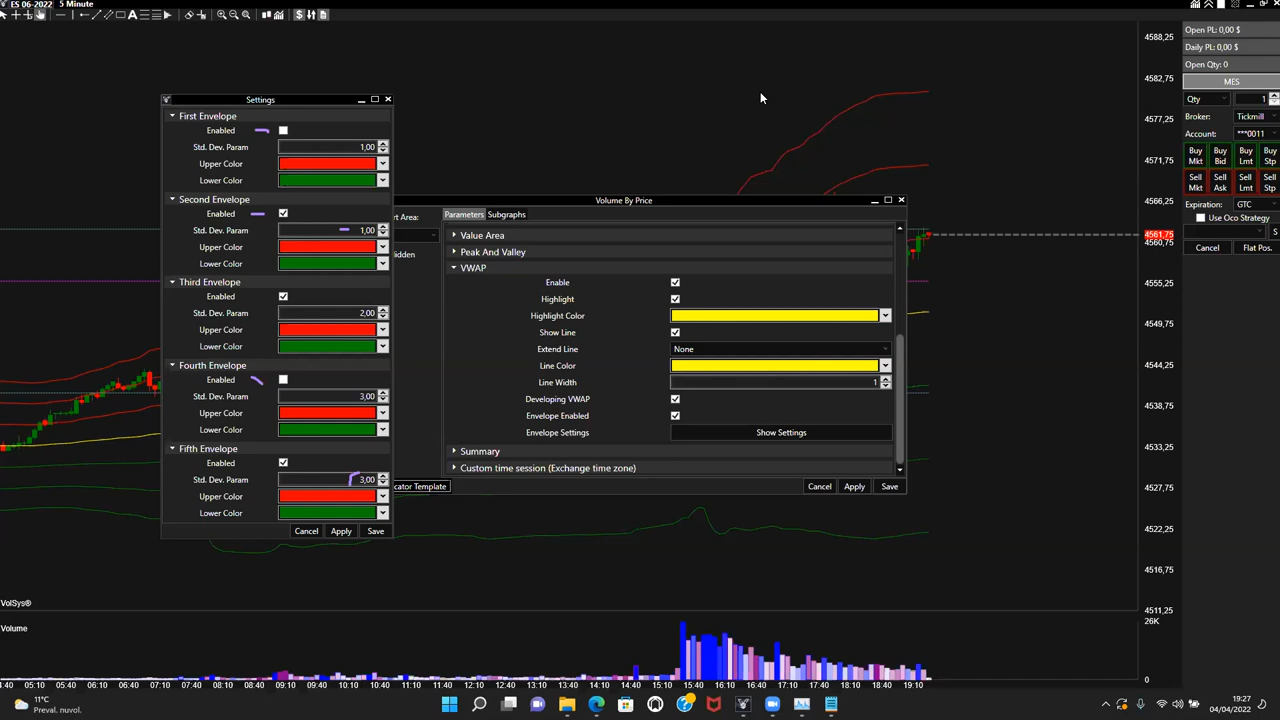 ES 06-2022 5 Minute
Open PL: 0,00 $
Daily PL: 0,00 $
Open Qty: 0
MES
Qty 1
Broker: Tickmill
Account: ***0011
Buy Mkt Buy Bid Buy Lmt Buy Stp
Sell Mkt Sell Ask Sell Lmt Sell Stp
Expiration: GTC
Use Oco Strategy
S
Cancel Flat Pos.
4588,25
4582,75
4577,25
4571,75
4566,25
4561,75
4560,75
4555,25
4549,75
4544,25
4538,75
4533,25
4527,75
4522,25
4516,75
4511,25
26K
0
Settings
First Envelope
Enabled
Std. Dev. Param 1,00
Upper Color
Lower Color
Second Envelope
Enabled
Std. Dev. Param 1,00
Upper Color
Lower Color
Third Envelope
Enabled
Std. Dev. Param 2,00
Upper Color
Lower Color
Fourth Envelope
Enabled
Std. Dev. Param 3,00
Upper Color
Lower Color
Fifth Envelope
Enabled
Std. Dev. Param 3,00
Upper Color
Lower Color
Cancel Apply Save
Volume By Price
rt Area:
idden
cator Template
Parameters Subgraphs
Value Area
Peak And Valley
VWAP
Enable
Highlight
Highlight Color
Show Line
Extend Line None
Line Color
Line Width 1
Developing VWAP
Envelope Enabled
Envelope Settings Show Settings
Summary
Custom time session (Exchange time zone)
Cancel Apply Save
VolSys®
Volume
4:40 05:10 05:40 06:10 06:40 07:10 07:40 08:10 08:40 09:10 09:40 10:10 10:40 11:10 11:40 12:10 12:40 13:10 13:40 14:10 14:40 15:10 15:40 16:10 16:40 17:10 17:40 18:10 18:40 19:10
11°C
Preval. nuvol.
19:27
04/04/2022